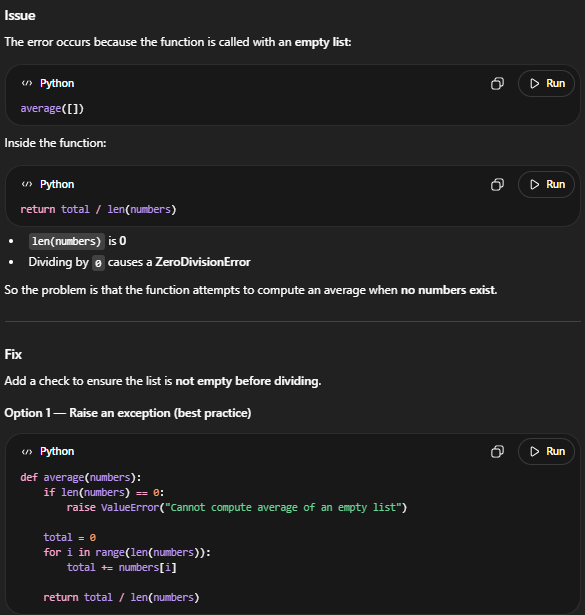 Issue
The error occurs because the function is called with an empty list:
Python
Run
average([])
Inside the function:
Python
Run
return total / len(numbers)
• len(numbers) is 0
• Dividing by 0 causes a ZeroDivisionError
So the problem is that the function attempts to compute an average when no numbers exist.
Fix
Add a check to ensure the list is not empty before dividing.
Option 1 — Raise an exception (best practice)
Python
Run
def average(numbers):
    if len(numbers) == 0:
        raise ValueError("Cannot compute average of an empty list")
    total = 0
    for i in range(len(numbers)):
        total += numbers[i]
    return total / len(numbers)